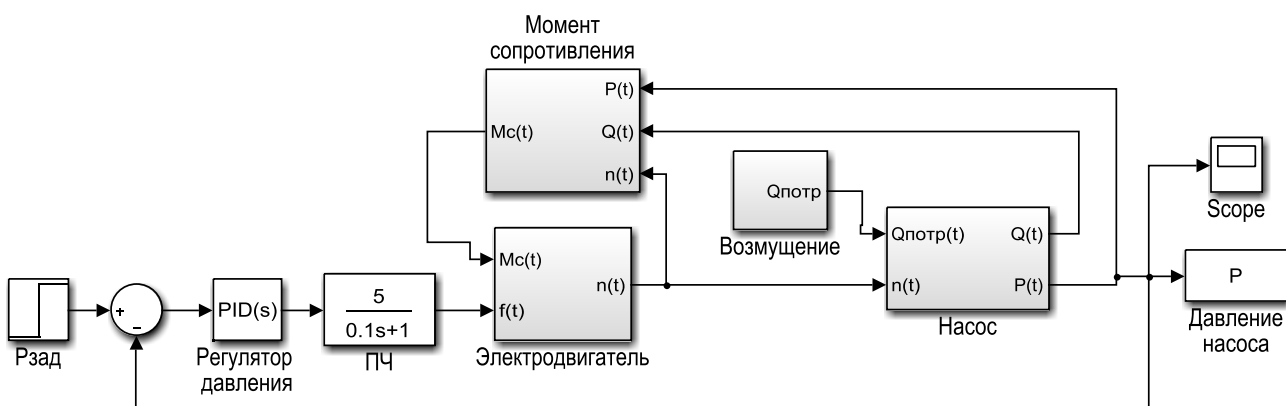 Момент
сопротивления
P(t)
Mc(t)
Q(t)
n(t)
Qпотр
Возмущение
Scope
Mc(t)
n(t)
f(t)
Электродвигатель
Qпотр(t)
Q(t)
n(t)
P(t)
Насос
P
Давление
насоса
Pзад
+
−
PID(s)
Регулятор
давления
5
0.1s+1
ПЧ